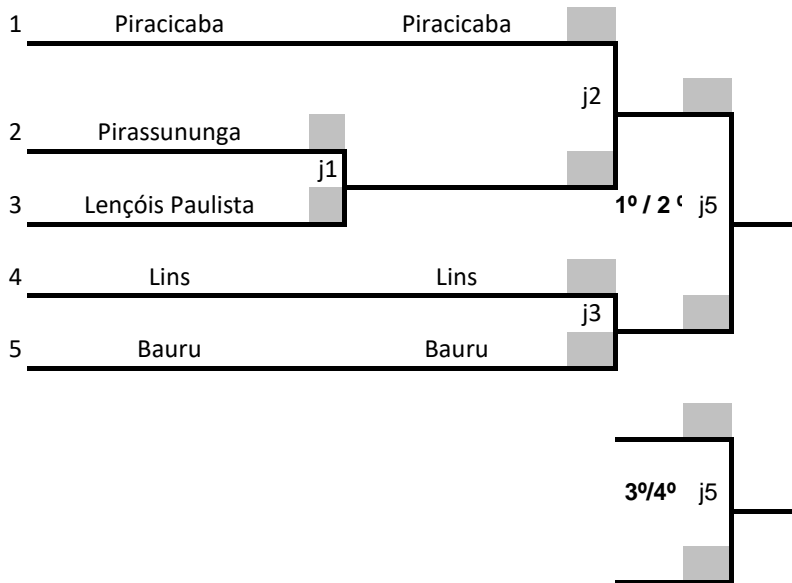 1 Piracicaba Piracicaba
j2
2 Pirassununga
j1
3 Lençóis Paulista 1º / 2 º j5
4 Lins Lins
j3
5 Bauru Bauru
3º/4º j5